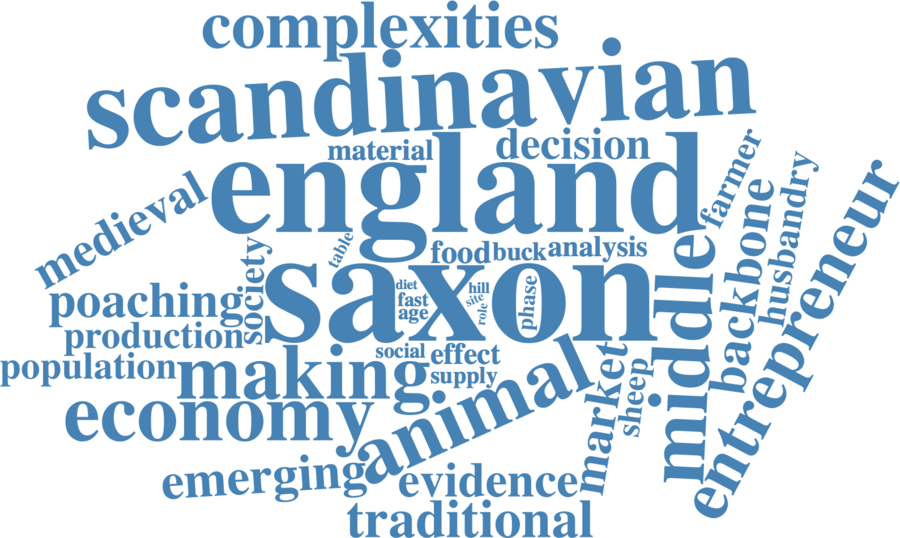 complexities
scandinavian
material
decision
england
farmer
medieval
table
food
buck
analysis
society
saxon
middle
backbone
husbandry
entrepreneur
poaching
diet
fast
age
hill
site
role
phase
production
population
social
effect
making
supply
market
sheep
economy
animal
emerging
evidence
traditional